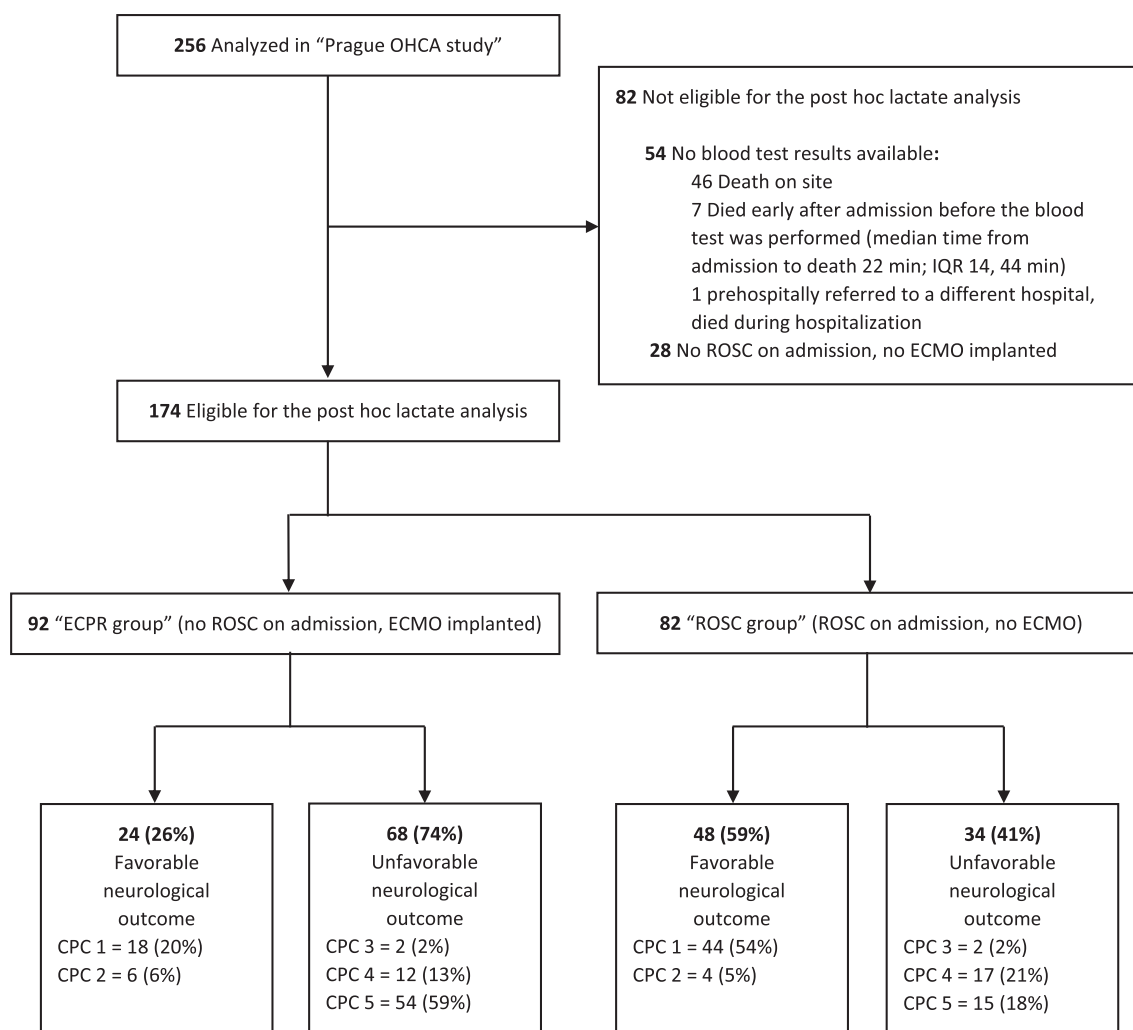 256 Analyzed in “Prague OHCA study”
82 Not eligible for the post hoc lactate analysis
54 No blood test results available:
46 Death on site
7 Died early after admission before the blood
test was performed (median time from
admission to death 22 min; IQR 14, 44 min)
1 prehospitally referred to a different hospital,
died during hospitalization
28 No ROSC on admission, no ECMO implanted
174 Eligible for the post hoc lactate analysis
92 “ECPR group” (no ROSC on admission, ECMO implanted)
82 “ROSC group” (ROSC on admission, no ECMO)
24 (26%)
Favorable
neurological
outcome
CPC 1 = 18 (20%)
CPC 2 = 6 (6%)
68 (74%)
Unfavorable
neurological
outcome
CPC 3 = 2 (2%)
CPC 4 = 12 (13%)
CPC 5 = 54 (59%)
48 (59%)
Favorable
neurological
outcome
CPC 1 = 44 (54%)
CPC 2 = 4 (5%)
34 (41%)
Unfavorable
neurological
outcome
CPC 3 = 2 (2%)
CPC 4 = 17 (21%)
CPC 5 = 15 (18%)